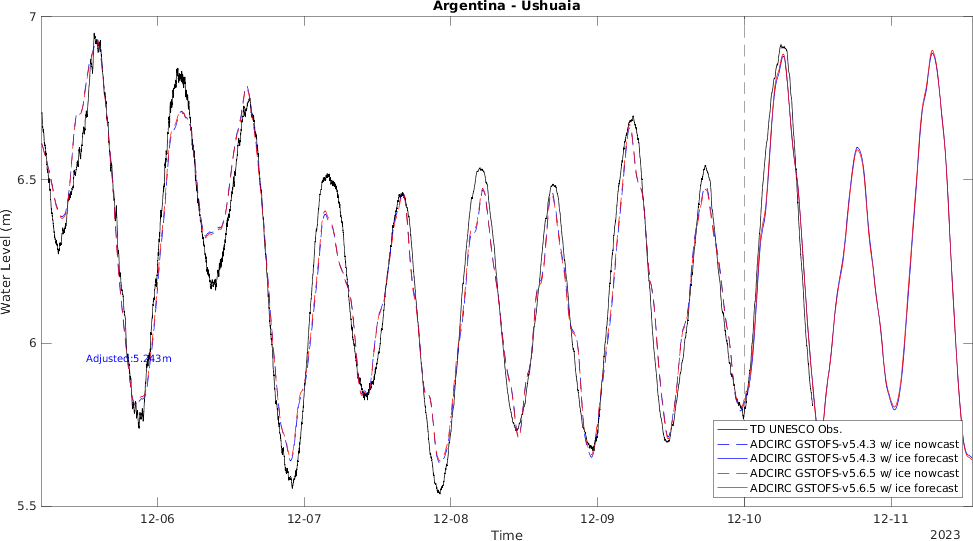 Argentina - Ushuaia
7
6.5
6
5.5
Water Level (m)
Adjusted:5.243m
TD UNESCO Obs.
ADCIRC GSTOFS-v5.4.3 w/ ice nowcast
ADCIRC GSTOFS-v5.4.3 w/ ice forecast
ADCIRC GSTOFS-v5.6.5 w/ ice nowcast
ADCIRC GSTOFS-v5.6.5 w/ ice forecast
12-06 12-07 12-08 12-09 12-10 12-11
Time
2023